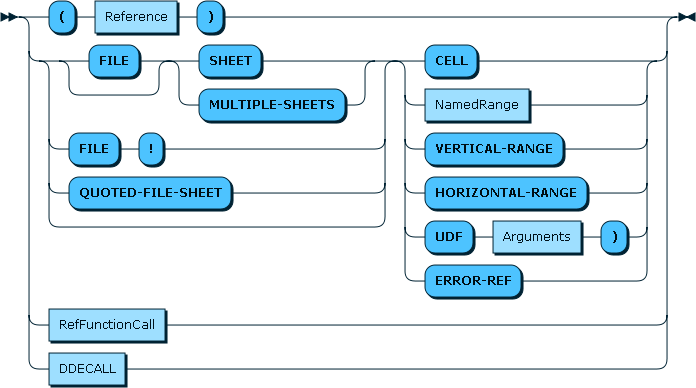 ( Reference )
FILE SHEET CELL
MULTIPLE-SHEETS NamedRange
FILE ! VERTICAL-RANGE
QUOTED-FILE-SHEET HORIZONTAL-RANGE
UDF Arguments )
ERROR-REF
RefFunctionCall
DDECALL